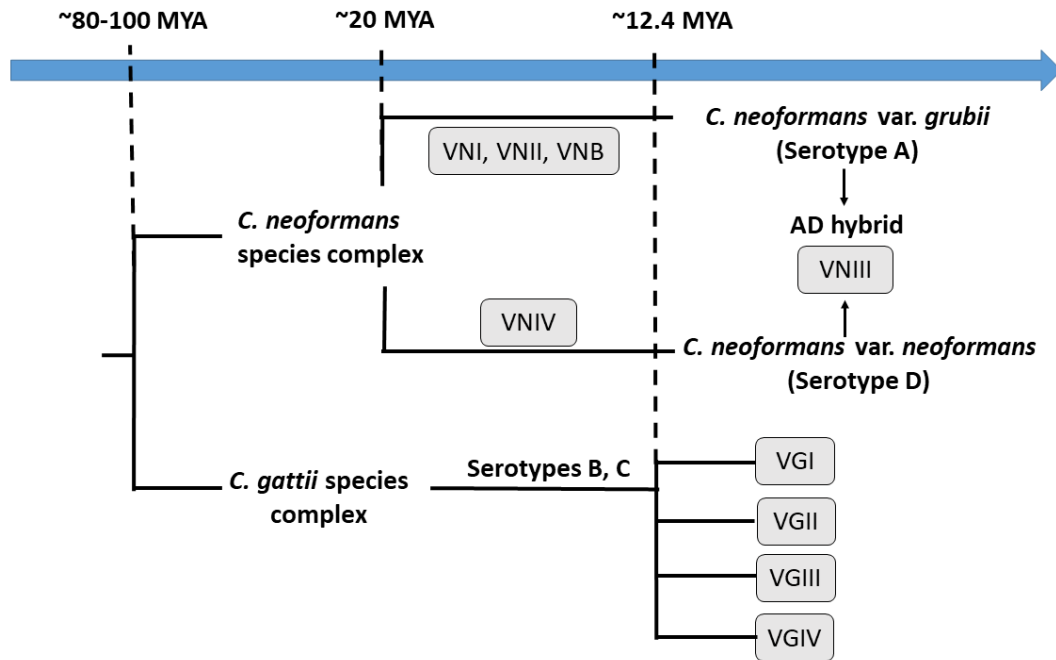 ~80-100 MYA
~20 MYA
~12.4 MYA
C. neoformans var. grubii
(Serotype A)
VNI, VNII, VNB
AD hybrid
VNIII
C. neoformans
species complex
VNIV
C. neoformans var. neoformans
(Serotype D)
C. gattii species
complex
Serotypes B, C
VGI
VGII
VGIII
VGIV